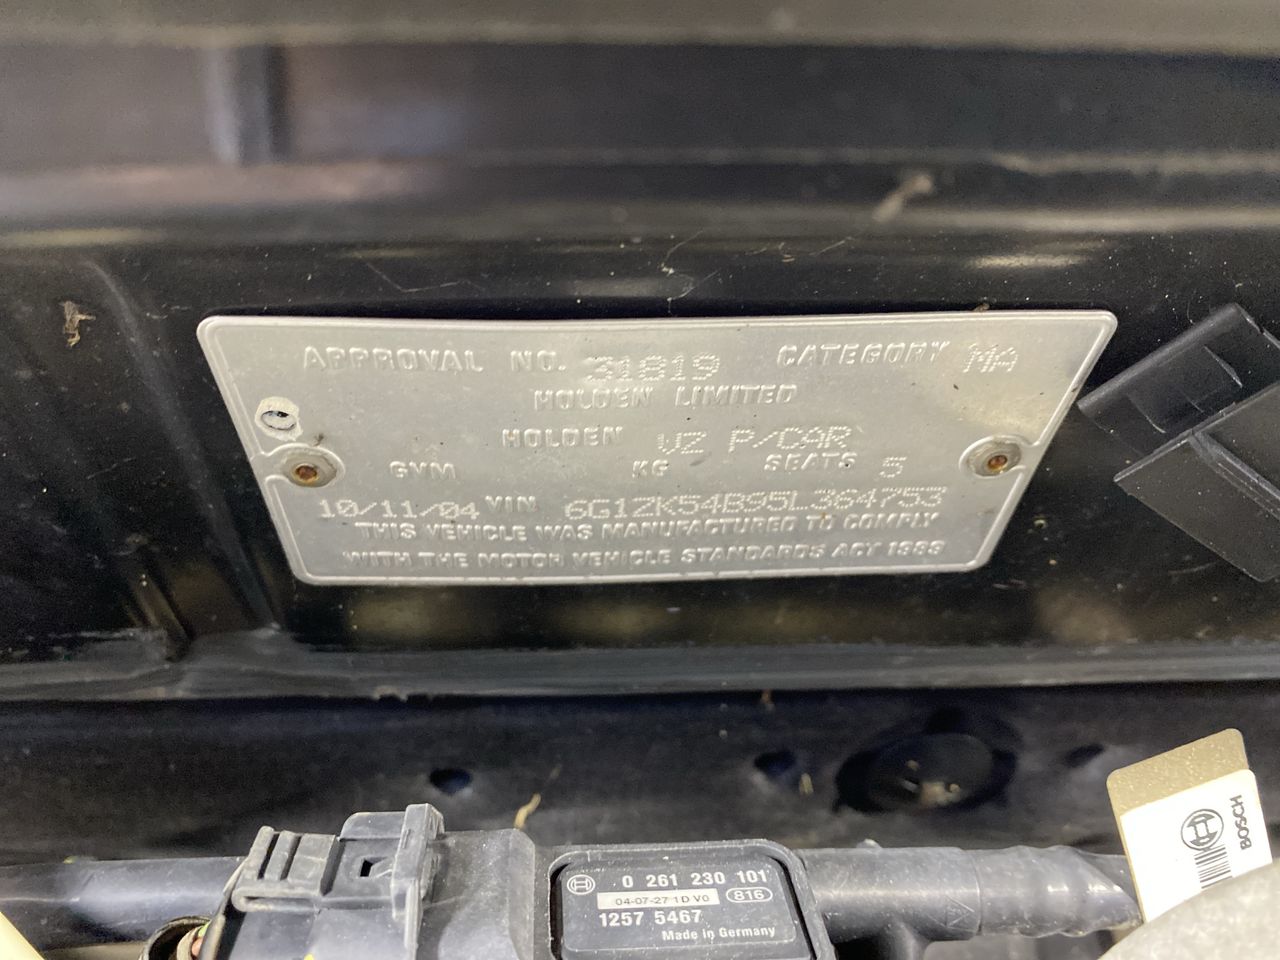 APPROVAL NO. 31819 CATEGORY MA
HOLDEN LIMITED
HOLDEN VZ P/CAR
GVM KG SEATS 5
10/11/04 VIN 6G1ZK54B95L364753
THIS VEHICLE WAS MANUFACTURED TO COMPLY
WITH THE MOTOR VEHICLE STANDARDS ACT 1989
0 261 230 101
04-07-27 1D V0 816
1257 5467
Made in Germany
BOSCH